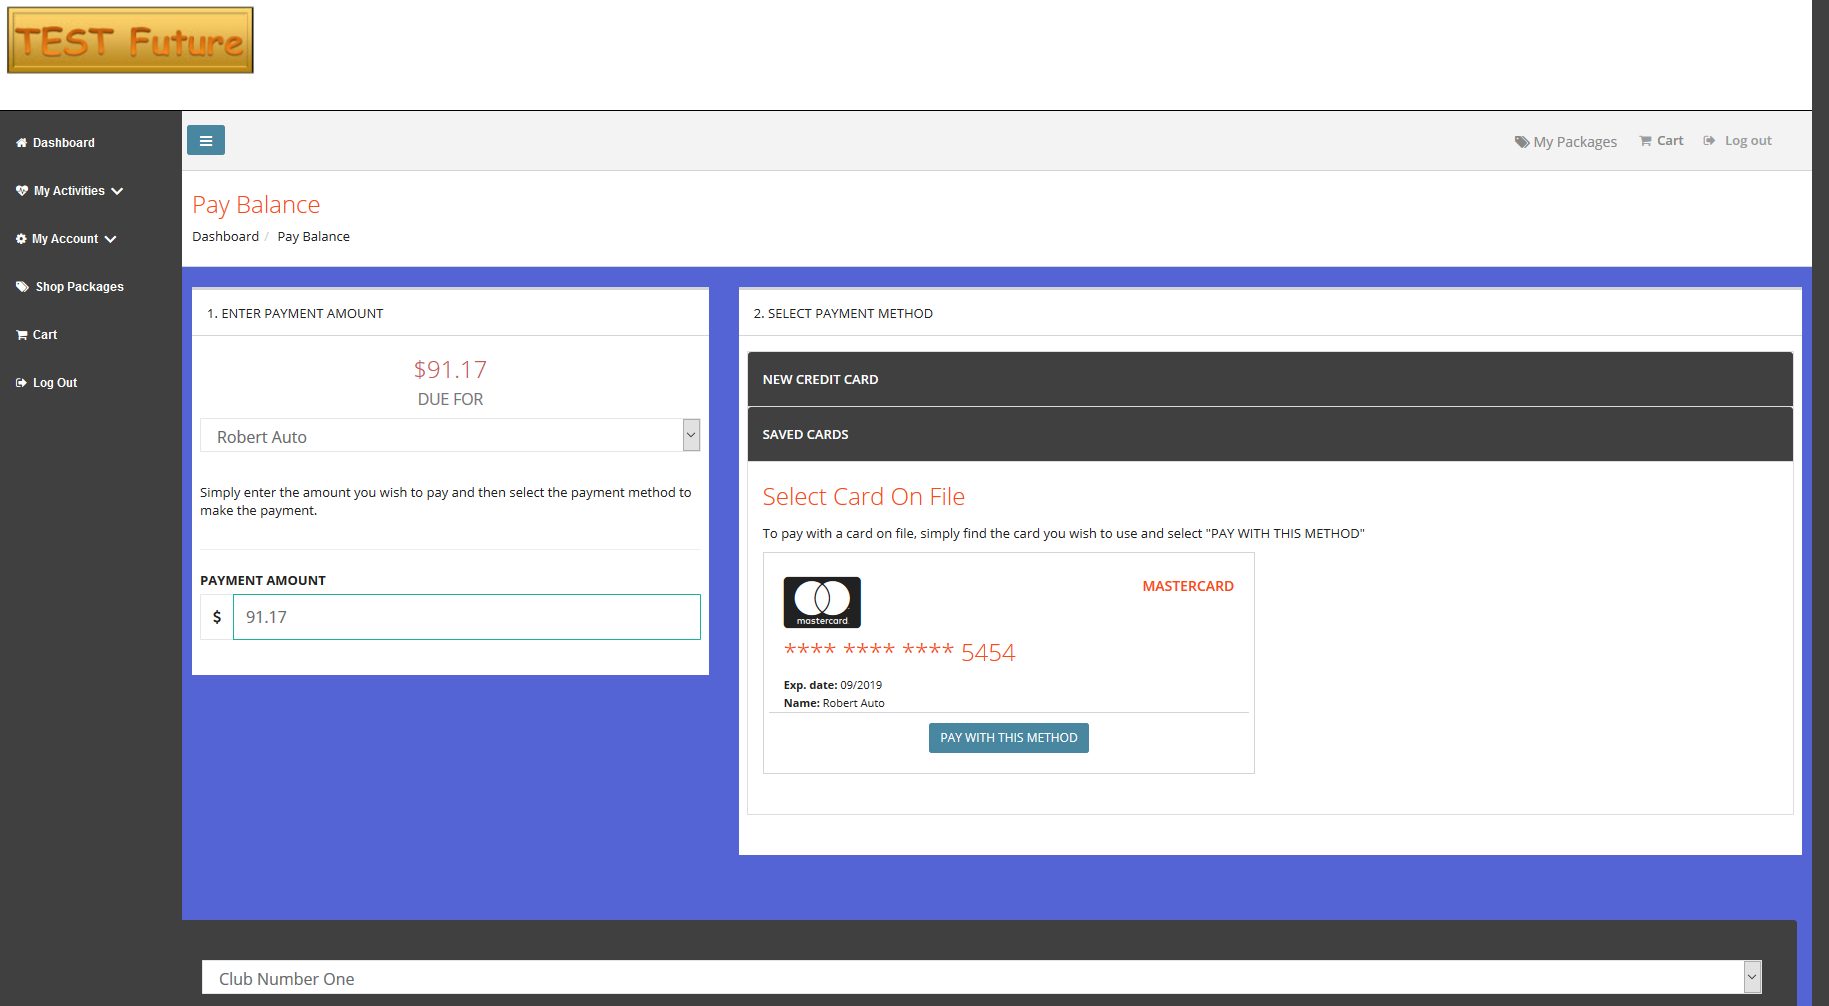 TEST Future
Dashboard
My Activities
My Account
Shop Packages
Cart
Log Out
My Packages
Cart
Log out
Pay Balance
Dashboard / Pay Balance
1. ENTER PAYMENT AMOUNT
$91.17
DUE FOR
Robert Auto
Simply enter the amount you wish to pay and then select the payment method to
make the payment.
PAYMENT AMOUNT
$ 91.17
2. SELECT PAYMENT METHOD
NEW CREDIT CARD
SAVED CARDS
Select Card On File
To pay with a card on file, simply find the card you wish to use and select "PAY WITH THIS METHOD"
mastercard.
MASTERCARD
**** **** **** 5454
Exp. date: 09/2019
Name: Robert Auto
PAY WITH THIS METHOD
Club Number One